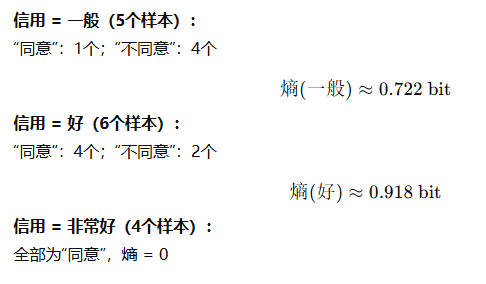 信用 = 一般（5个样本）：
“同意”：1个；“不同意”：4个
熵(一般) ≈ 0.722 bit
信用 = 好（6个样本）：
“同意”：4个；“不同意”：2个
熵(好) ≈ 0.918 bit
信用 = 非常好（4个样本）：
全部为“同意”，熵 = 0